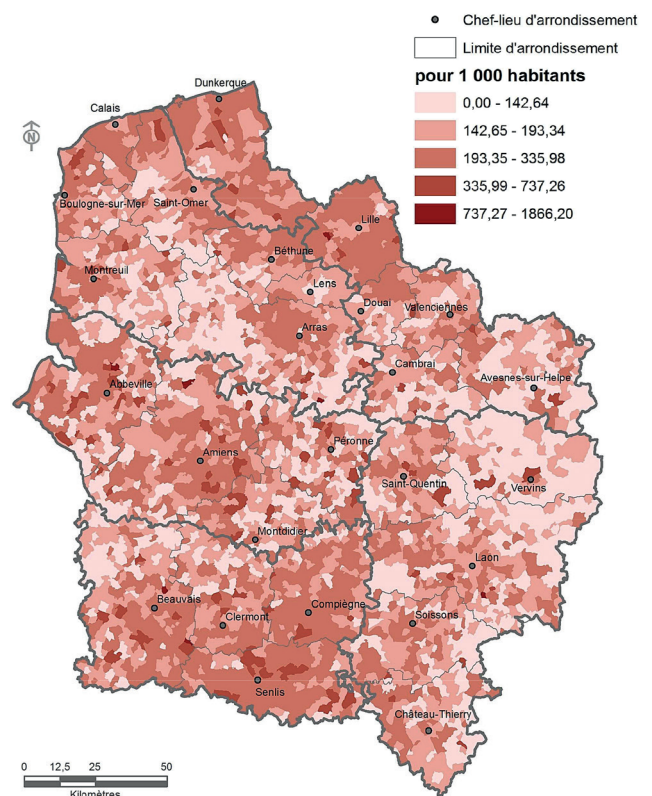 Chef-lieu d'arrondissement
Limite d'arrondissement
pour 1 000 habitants
0,00 - 142,64
142,65 - 193,34
193,35 - 335,98
335,99 - 737,26
737,27 - 1866,20
Dunkerque
Calais
N
Boulogne-sur-Mer
Saint-Omer
Lille
Béthune
Montreuil
Lens
Douai
Valenciennes
Arras
Cambrai
Avesnes-sur-Helpe
Abbeville
Péronne
Amiens
Saint-Quentin
Vervins
Montdidier
Laon
Beauvais
Compiègne
Clermont
Soissons
Senlis
Château-Thierry
0 12,5 25 50
Kilomètres